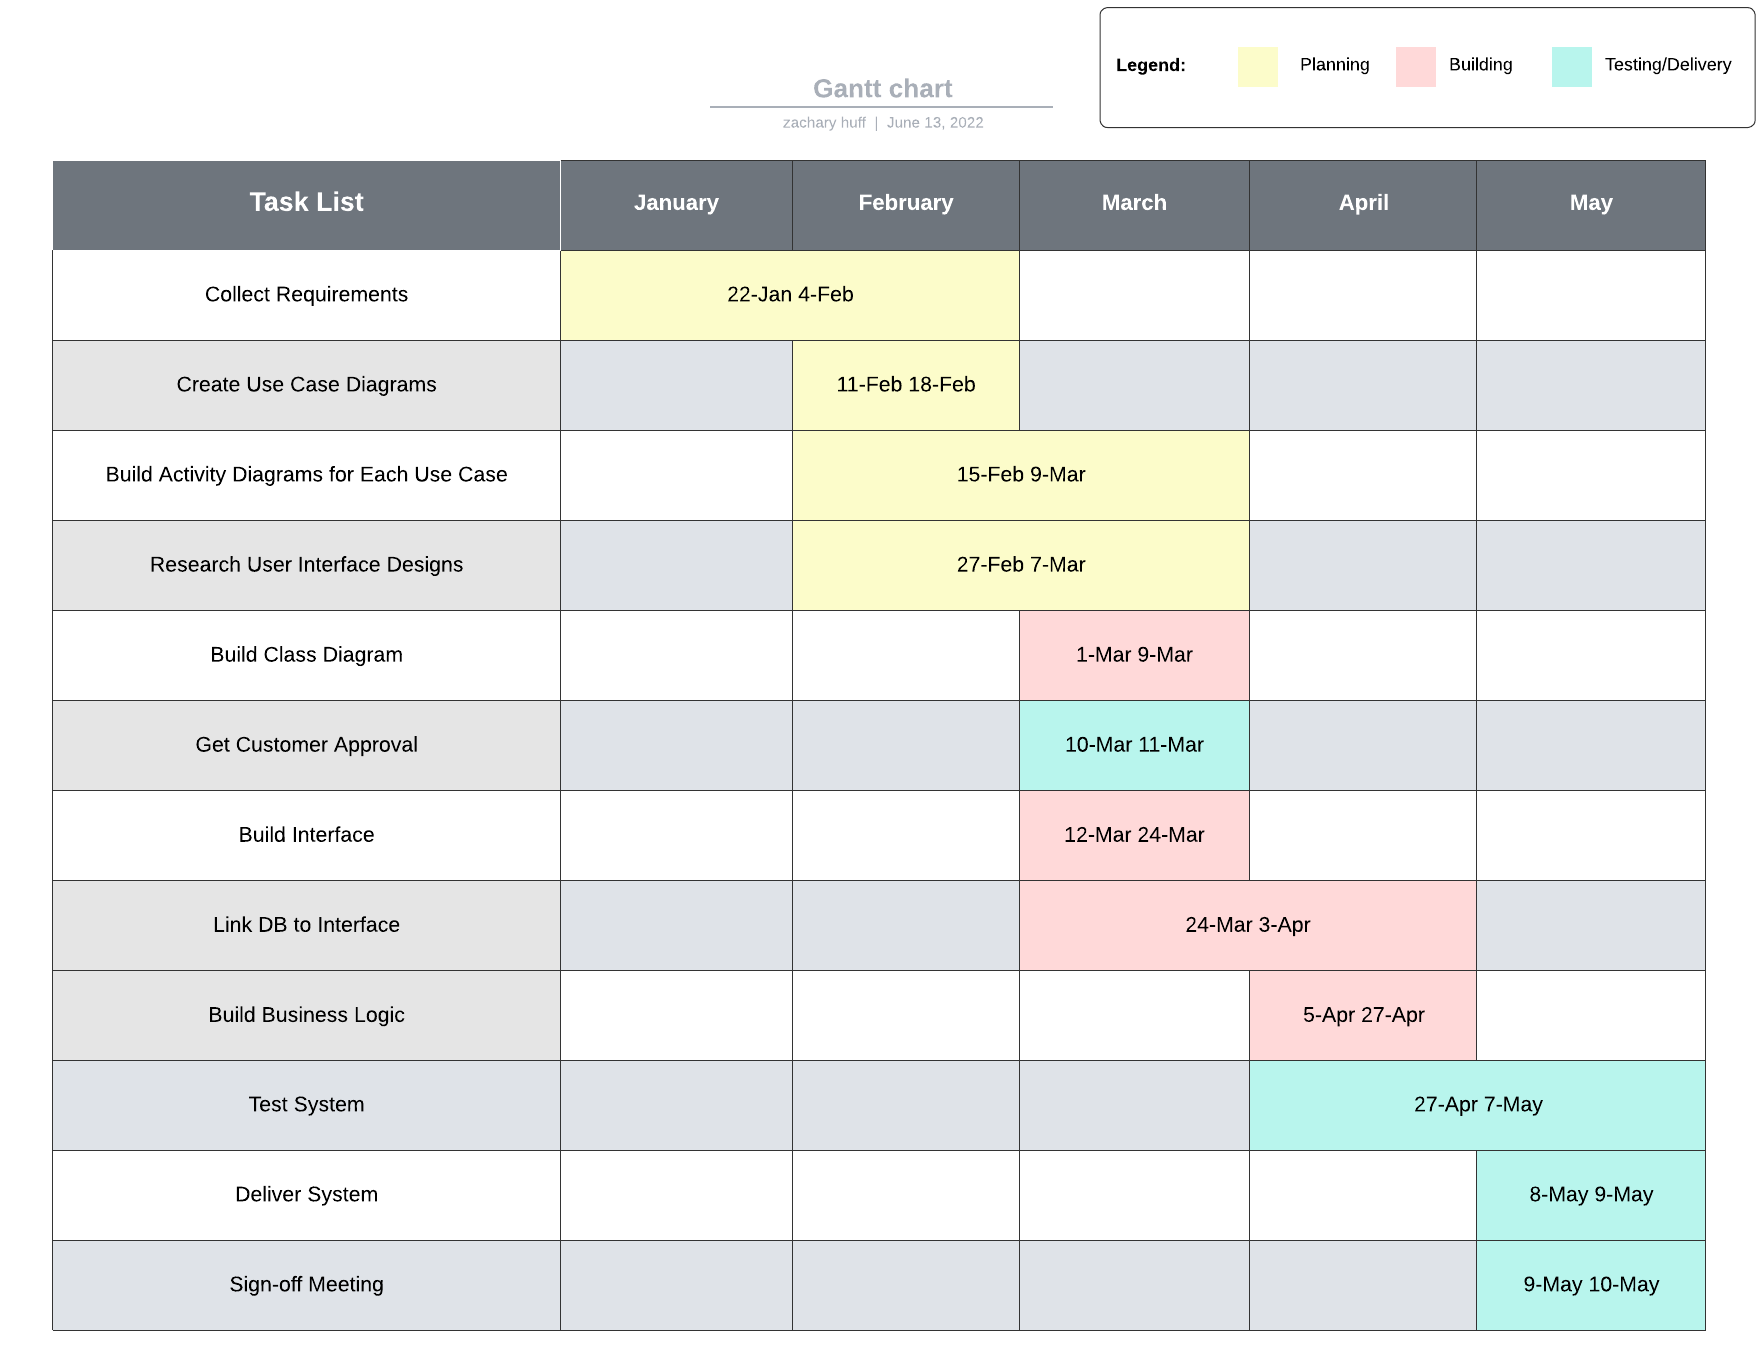 Legend: Planning Building Testing/Delivery
Gantt chart
zachary huff | June 13, 2022
Task List January February March April May
Collect Requirements 22-Jan 4-Feb
Create Use Case Diagrams 11-Feb 18-Feb
Build Activity Diagrams for Each Use Case 15-Feb 9-Mar
Research User Interface Designs 27-Feb 7-Mar
Build Class Diagram 1-Mar 9-Mar
Get Customer Approval 10-Mar 11-Mar
Build Interface 12-Mar 24-Mar
Link DB to Interface 24-Mar 3-Apr
Build Business Logic 5-Apr 27-Apr
Test System 27-Apr 7-May
Deliver System 8-May 9-May
Sign-off Meeting 9-May 10-May